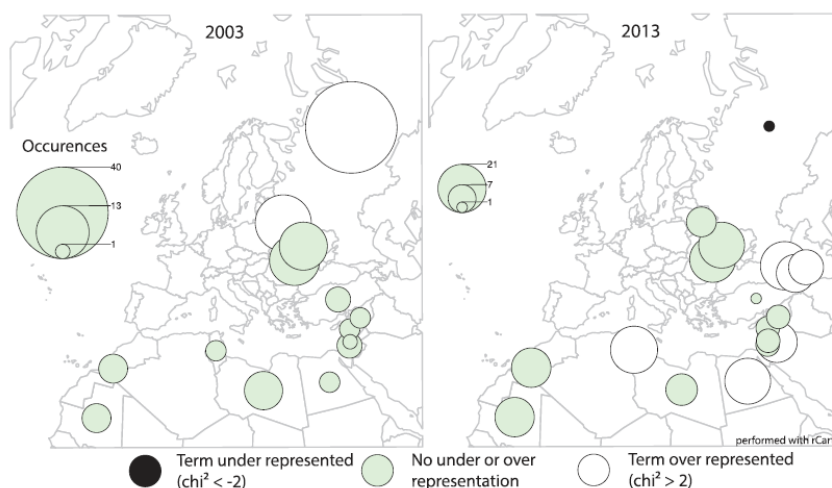 2003
2013
Occurences
40
13
1
21
7
1
performed with rCar
Term under represented
(chi² < -2)
No under or over
representation
Term over represented
(chi² > 2)